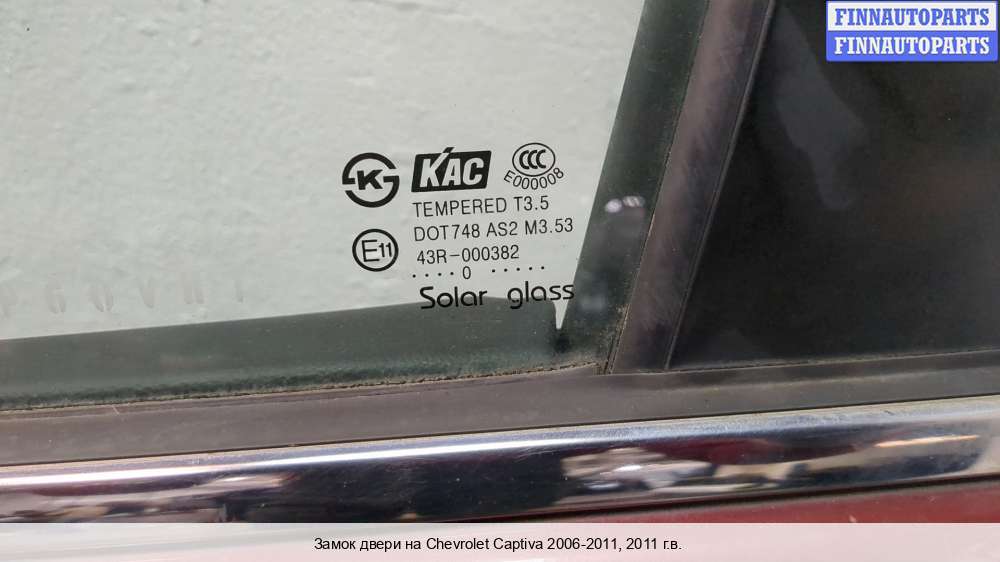 FINNAUTOPARTS
FINNAUTOPARTS
K
KAC
CCC
E000008
TEMPERED T3.5
E11
DOT748 AS2 M3.53
43R-000382
.... 0 .....
Solar glass
Замок двери на Chevrolet Captiva 2006-2011, 2011 г.в.